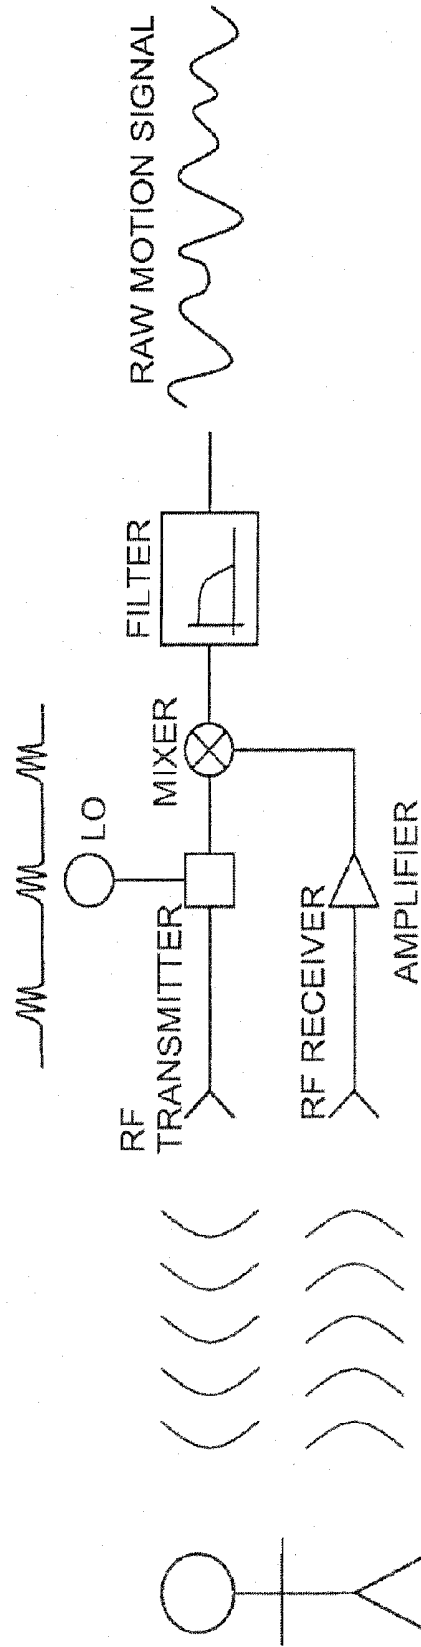 RAW MOTION SIGNAL
FILTER
MIXER
LO
RF
TRANSMITTER
RF RECEIVER
AMPLIFIER